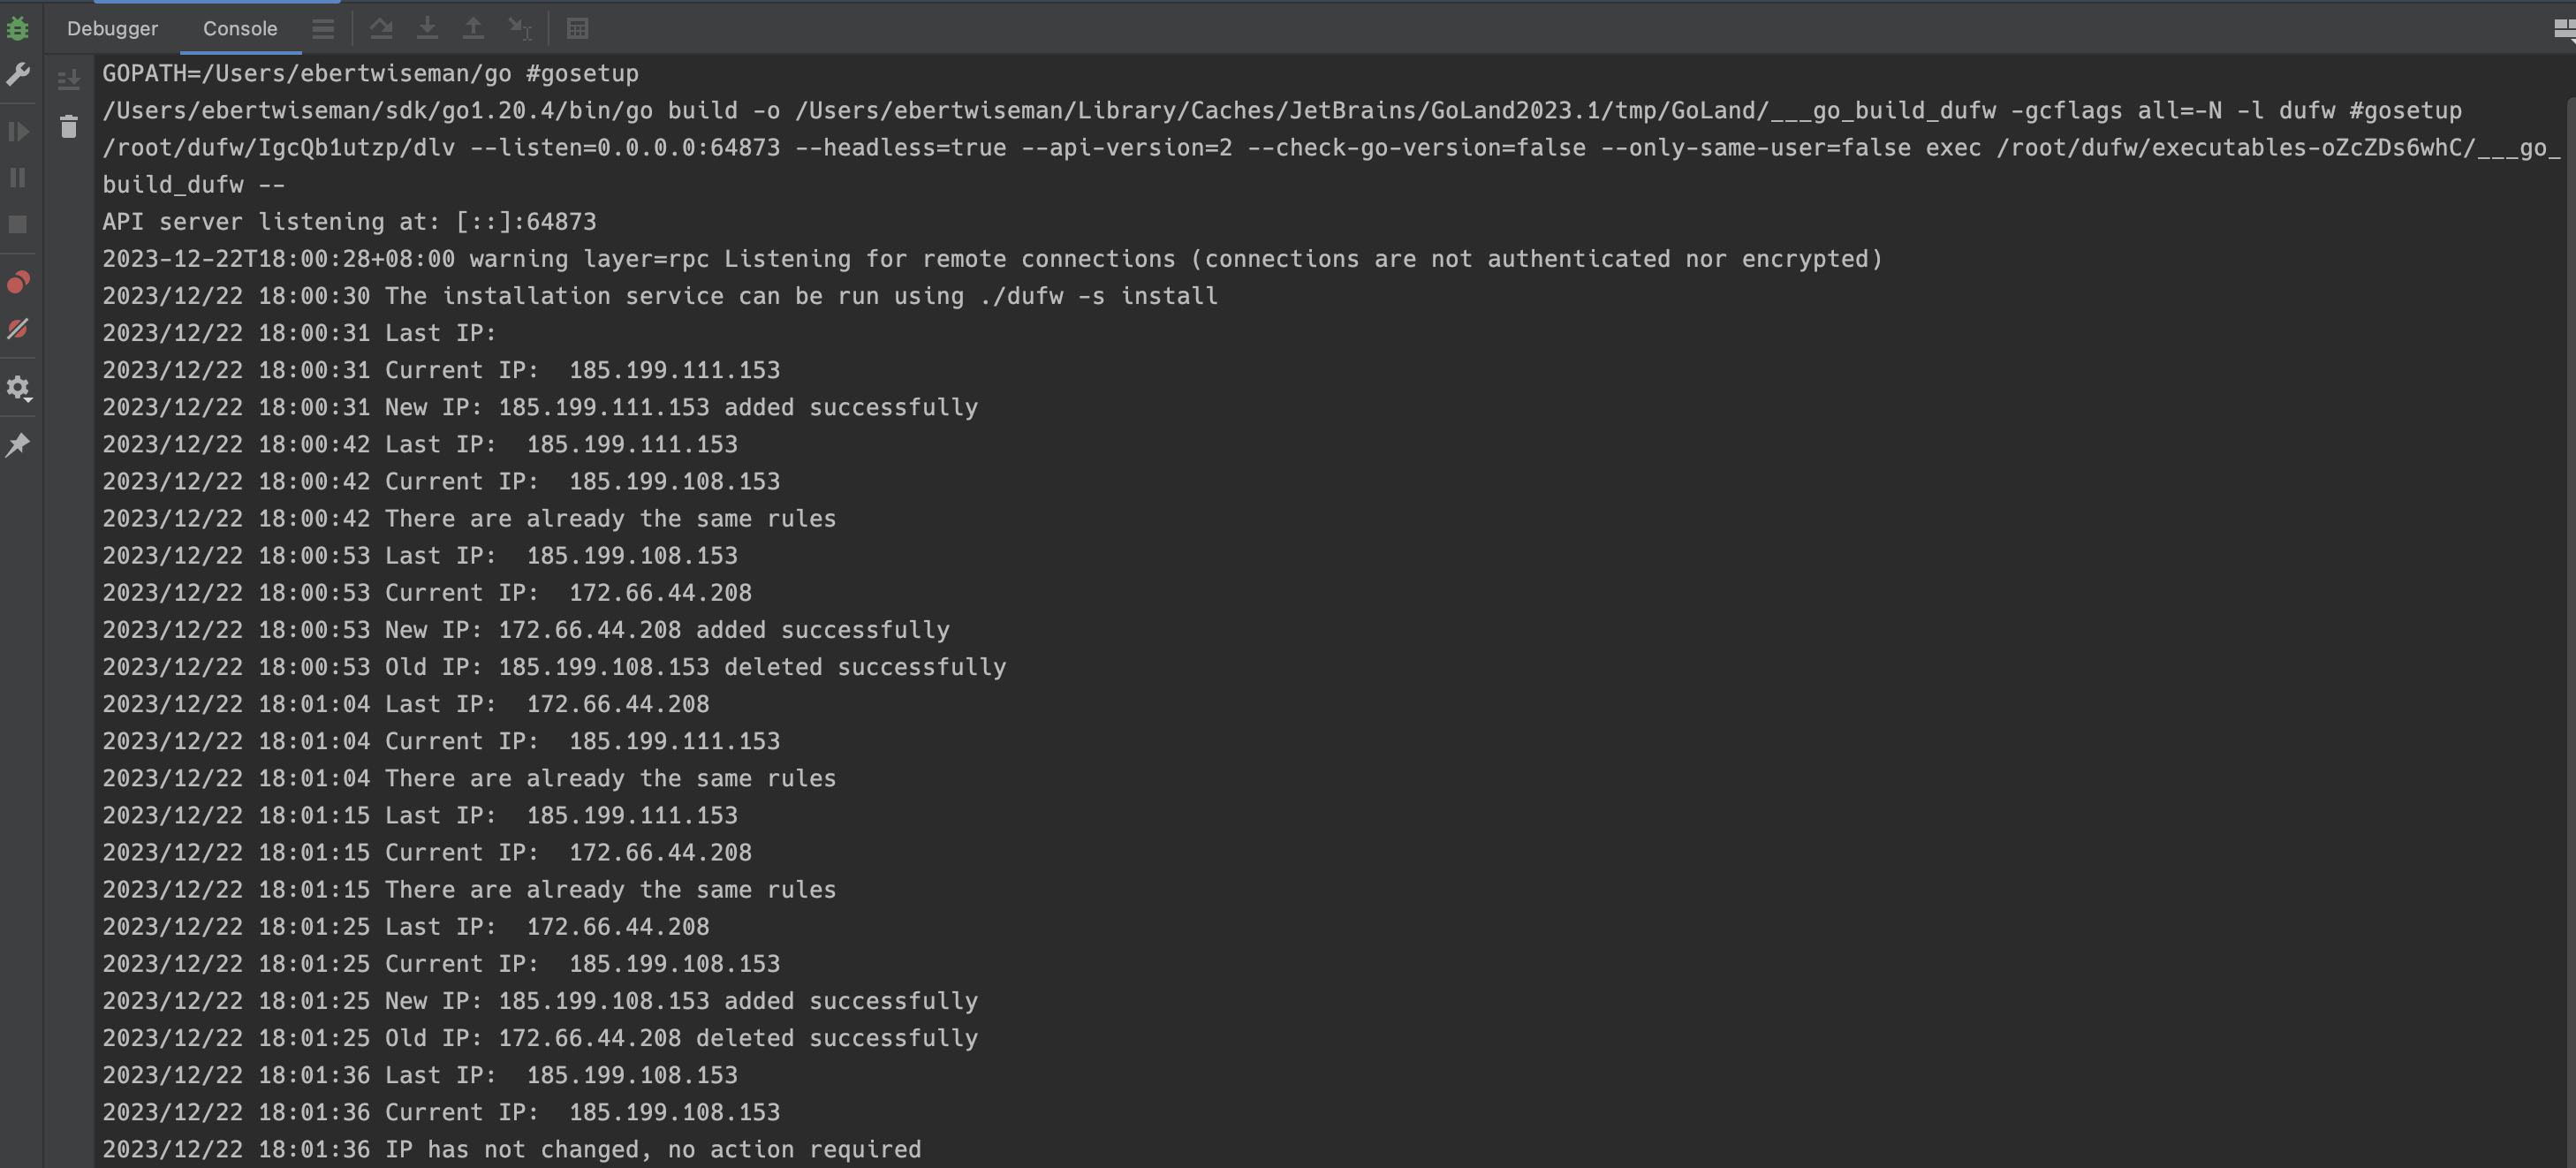 Debugger Console
GOPATH=/Users/ebertwiseman/go #gosetup
/Users/ebertwiseman/sdk/go1.20.4/bin/go build -o /Users/ebertwiseman/Library/Caches/JetBrains/GoLand2023.1/tmp/GoLand/___go_build_dufw -gcflags all=-N -l dufw #gosetup
/root/dufw/IgcQb1utzp/dlv --listen=0.0.0.0:64873 --headless=true --api-version=2 --check-go-version=false --only-same-user=false exec /root/dufw/executables-oZcZDs6whC/___go_
build_dufw --
API server listening at: [::]:64873
2023-12-22T18:00:28+08:00 warning layer=rpc Listening for remote connections (connections are not authenticated nor encrypted)
2023/12/22 18:00:30 The installation service can be run using ./dufw -s install
2023/12/22 18:00:31 Last IP:
2023/12/22 18:00:31 Current IP:  185.199.111.153
2023/12/22 18:00:31 New IP: 185.199.111.153 added successfully
2023/12/22 18:00:42 Last IP:  185.199.111.153
2023/12/22 18:00:42 Current IP:  185.199.108.153
2023/12/22 18:00:42 There are already the same rules
2023/12/22 18:00:53 Last IP:  185.199.108.153
2023/12/22 18:00:53 Current IP:  172.66.44.208
2023/12/22 18:00:53 New IP: 172.66.44.208 added successfully
2023/12/22 18:00:53 Old IP: 185.199.108.153 deleted successfully
2023/12/22 18:01:04 Last IP:  172.66.44.208
2023/12/22 18:01:04 Current IP:  185.199.111.153
2023/12/22 18:01:04 There are already the same rules
2023/12/22 18:01:15 Last IP:  185.199.111.153
2023/12/22 18:01:15 Current IP:  172.66.44.208
2023/12/22 18:01:15 There are already the same rules
2023/12/22 18:01:25 Last IP:  172.66.44.208
2023/12/22 18:01:25 Current IP:  185.199.108.153
2023/12/22 18:01:25 New IP: 185.199.108.153 added successfully
2023/12/22 18:01:25 Old IP: 172.66.44.208 deleted successfully
2023/12/22 18:01:36 Last IP:  185.199.108.153
2023/12/22 18:01:36 Current IP:  185.199.108.153
2023/12/22 18:01:36 IP has not changed, no action required